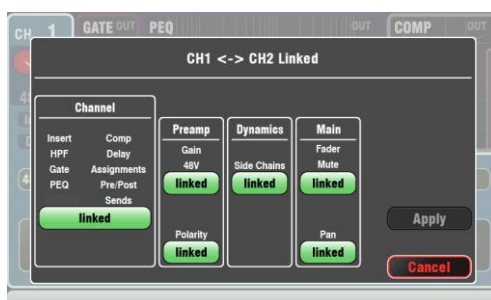 CH 1 GATE OUT PEQ OUT COMP OUT
CH1 <-> CH2 Linked
Channel
Insert Comp
HPF Delay
Gate Assignments
PEQ Pre/Post
Sends
linked
Preamp
Gain
48V
linked
Polarity
linked
Dynamics
Side Chains
linked
Main
Fader
Mute
linked
Pan
linked
Apply
Cancel